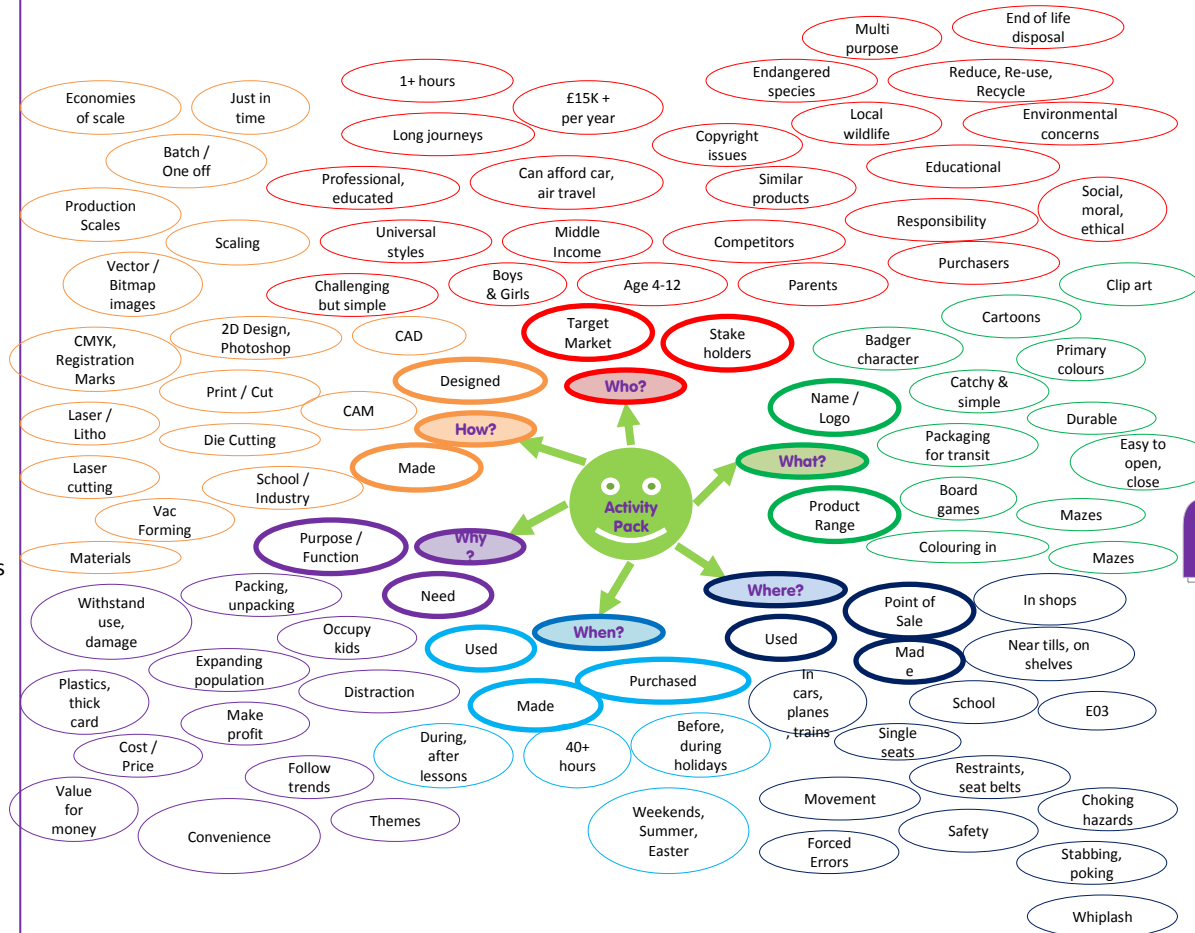 Multi
purpose
End of life
disposal
1+ hours
Endangered
species
Reduce, Re-use,
Recycle
Economies
of scale
Just in
time
£15K +
per year
Local
wildlife
Environmental
concerns
Long journeys
Copyright
issues
Batch /
One off
Educational
Professional,
educated
Can afford car,
air travel
Similar
products
Social,
moral,
ethical
Production
Scales
Scaling
Universal
styles
Middle
Income
Competitors
Responsibility
Purchasers
Vector /
Bitmap
images
Challenging
but simple
Boys
& Girls
Age 4-12
Parents
Clip art
Cartoons
CMYK,
Registration
Marks
2D Design,
Photoshop
CAD
Target
Market
Stake
holders
Badger
character
Primary
colours
Designed
Who?
Print / Cut
CAM
Name /
Logo
Catchy &
simple
Durable
Laser /
Litho
Die Cutting
How?
Packaging
for transit
Easy to
open,
close
What?
Made
Laser
cutting
School /
Industry
Activity
Pack
Product
Range
Board
games
Mazes
Vac
Forming
Purpose /
Function
Why
?
Colouring in
Mazes
Materials
s
Packing,
unpacking
Need
Where?
Point of
Sale
In shops
Withstand
use,
damage
Occupy
kids
Used
When?
Used
Mad
e
Near tills, on
shelves
Expanding
population
Distraction
Purchased
In
cars,
planes
, trains
School
E03
Plastics,
thick
card
Make
profit
Made
During,
after
lessons
40+
hours
Before,
during
holidays
Single
seats
Cost /
Price
Follow
trends
Restraints,
seat belts
Value
for
money
Convenience
Themes
Weekends,
Summer,
Easter
Movement
Choking
hazards
Forced
Errors
Safety
Stabbing,
poking
Whiplash